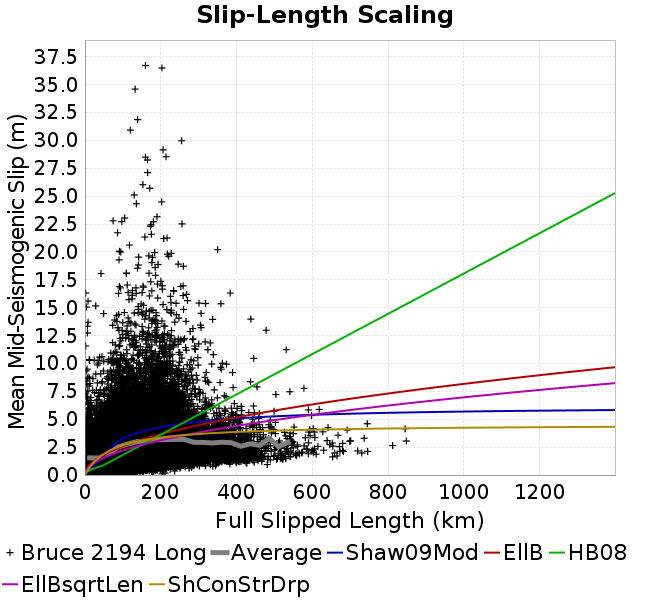 Slip-Length Scaling
Mean Mid-Seismogenic Slip (m)
37.5
35.0
32.5
30.0
27.5
25.0
22.5
20.0
17.5
15.0
12.5
10.0
7.5
5.0
2.5
0.0
0 200 400 600 800 1000 1200
Full Slipped Length (km)
Bruce 2194 Long Average Shaw09Mod EllB HB08
EllBsqrtLen ShConStrDrp